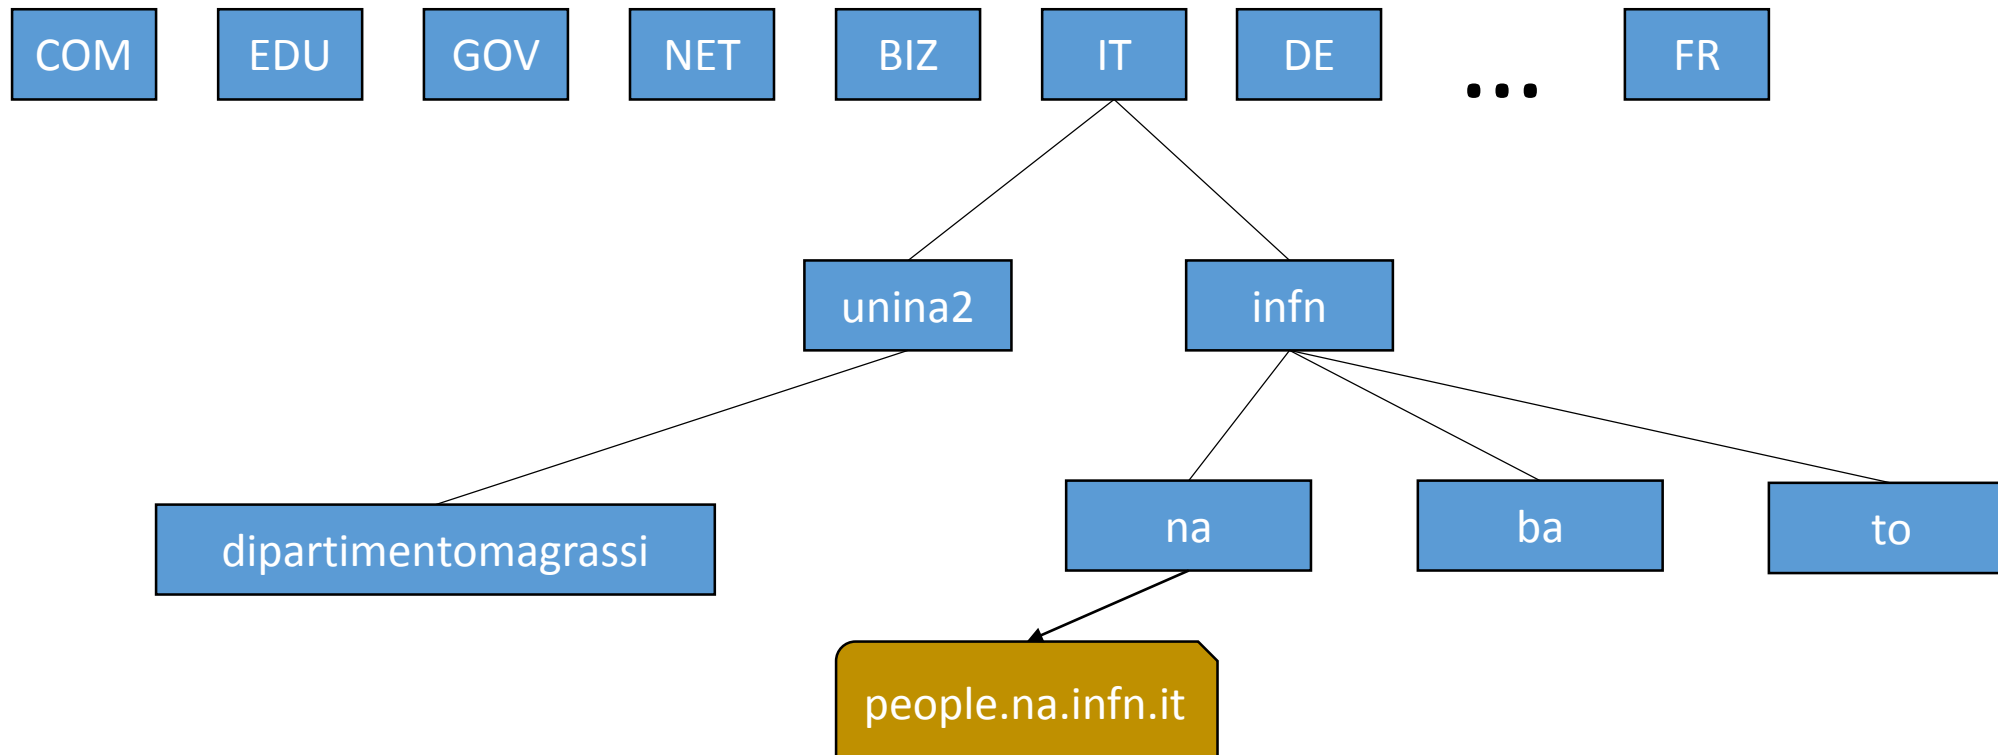 COM EDU GOV NET BIZ IT DE ... FR
unina2 infn
dipartimentomagrassi na ba to
people.na.infn.it